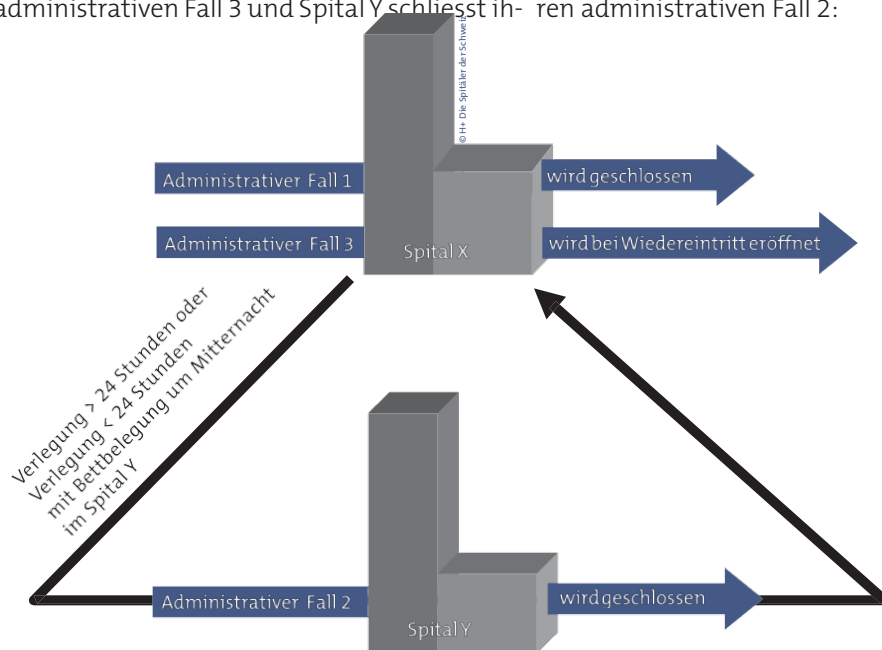 administrativen Fall 3 und Spital Y schliesst ih- ren administrativen Fall 2:
© H+ Die Spitäler der Schweiz
Administrativer Fall 1
wird geschlossen
Administrativer Fall 3
Spital X
wird bei Wiedereintritt eröffnet
Verlegung > 24 Stunden oder
Verlegung < 24 Stunden
mit Bettbelegung um Mitternacht
im Spital Y
Administrativer Fall 2
wird geschlossen
Spital Y